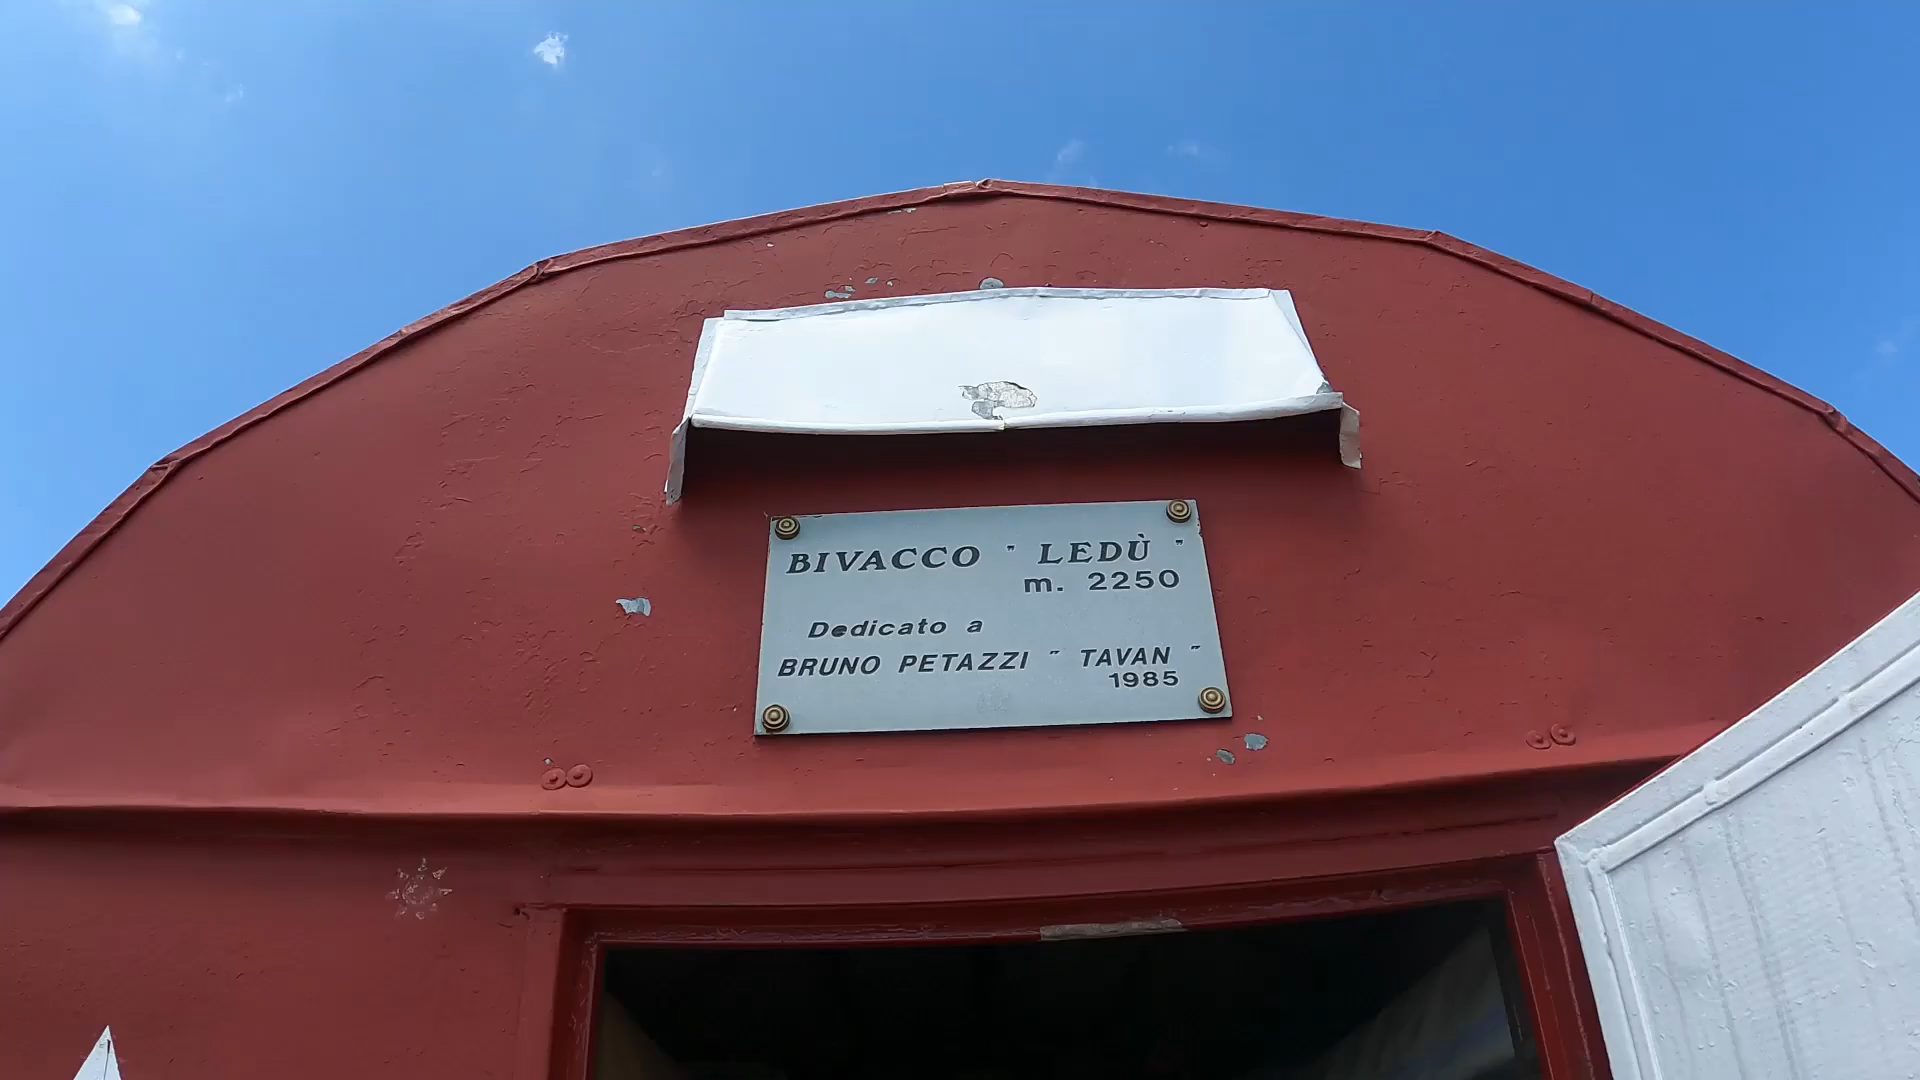 BIVACCO " LEDÙ "
m. 2250
Dedicato a
BRUNO PETAZZI " TAVAN "
1985